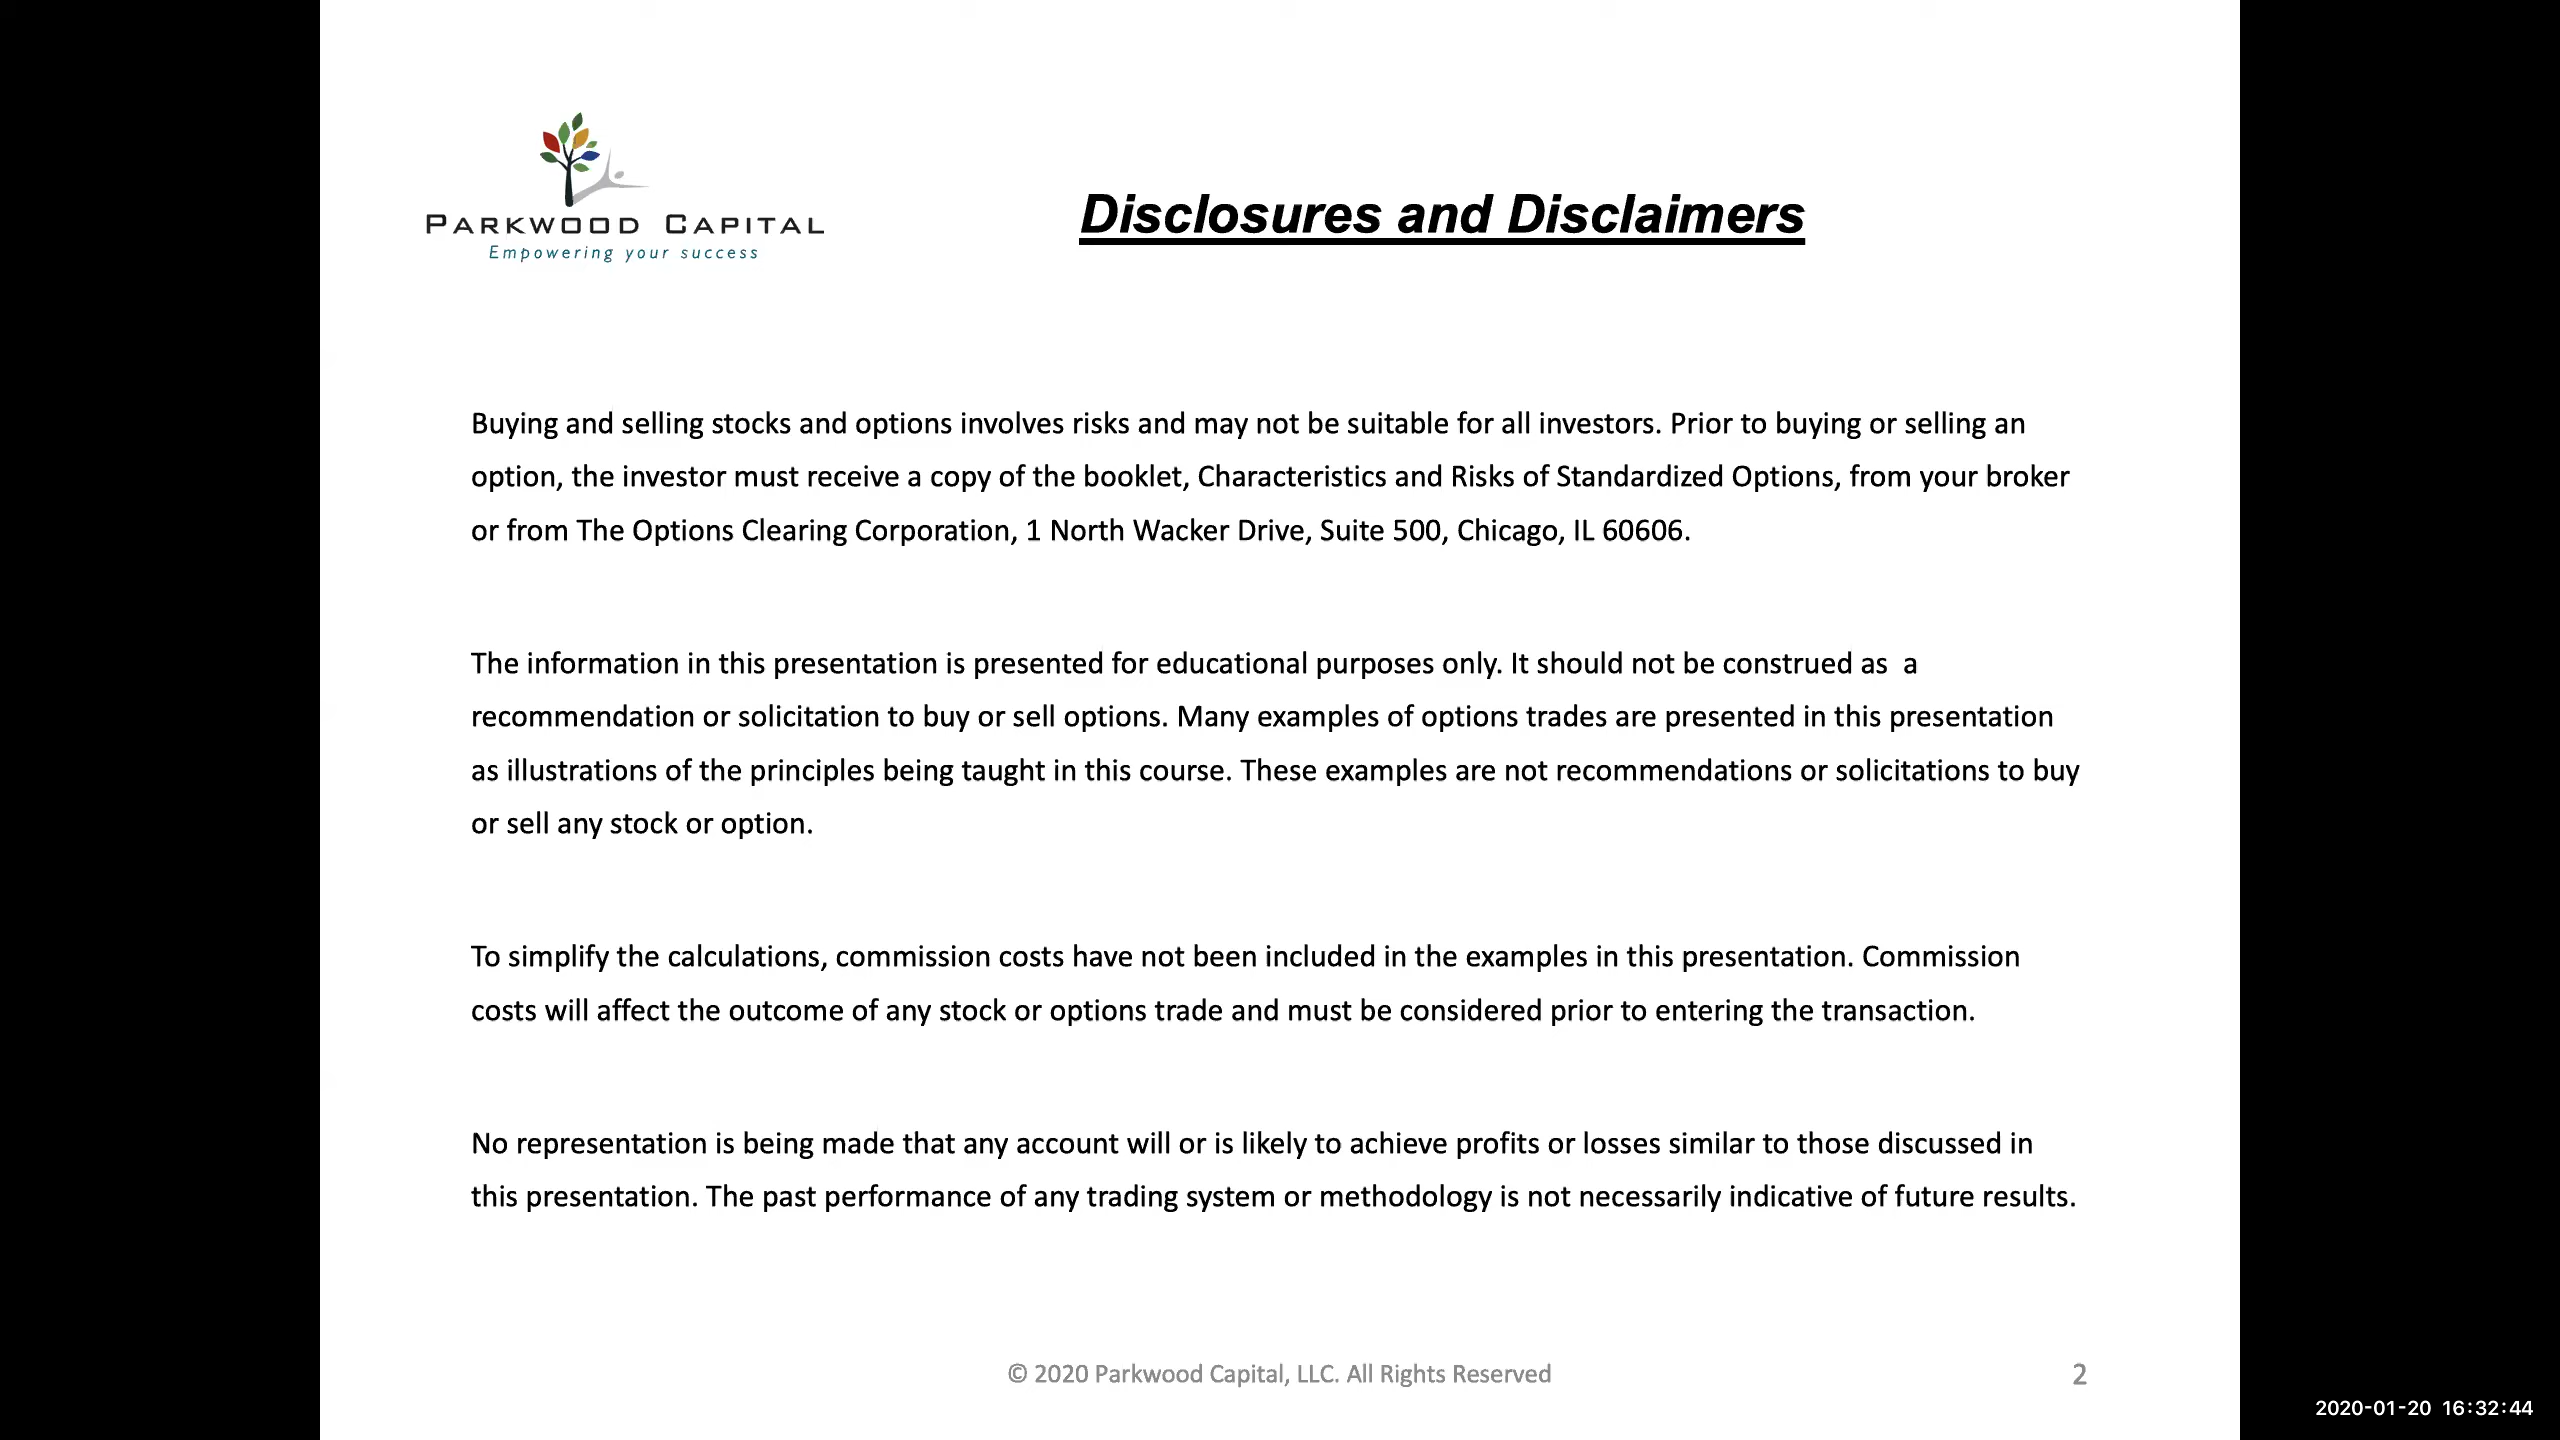 PARKWOOD CAPITAL
Empowering your success
Disclosures and Disclaimers
Buying and selling stocks and options involves risks and may not be suitable for all investors. Prior to buying or selling an
option, the investor must receive a copy of the booklet, Characteristics and Risks of Standardized Options, from your broker
or from The Options Clearing Corporation, 1 North Wacker Drive, Suite 500, Chicago, IL 60606.
The information in this presentation is presented for educational purposes only. It should not be construed as  a
recommendation or solicitation to buy or sell options. Many examples of options trades are presented in this presentation
as illustrations of the principles being taught in this course. These examples are not recommendations or solicitations to buy
or sell any stock or option.
To simplify the calculations, commission costs have not been included in the examples in this presentation. Commission
costs will affect the outcome of any stock or options trade and must be considered prior to entering the transaction.
No representation is being made that any account will or is likely to achieve profits or losses similar to those discussed in
this presentation. The past performance of any trading system or methodology is not necessarily indicative of future results.
© 2020 Parkwood Capital, LLC. All Rights Reserved
2
2020-01-20 16:32:44